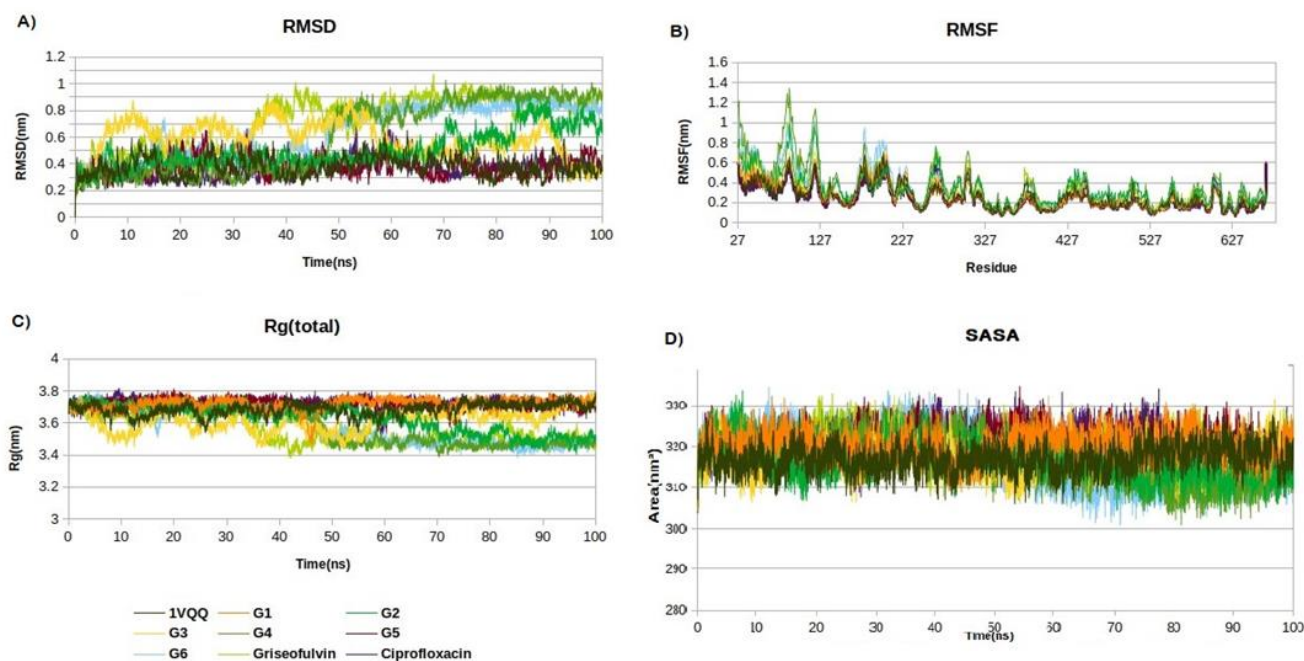 A)
RMSD
1.2
1
0.8
0.6
0.4
0.2
0
RMSD(nm)
0 10 20 30 40 50 60 70 80 90 100
Time(ns)
B)
RMSF
1.6
1.4
1.2
1
0.8
0.6
0.4
0.2
0
RMSF(nm)
27 127 227 327 427 527 627
Residue
C)
Rg(total)
4
3.8
3.6
3.4
3.2
3
Rg(nm)
0 10 20 30 40 50 60 70 80 90 100
Time(ns)
1VQQ G1 G2
G3 G4 G5
G6 Griseofulvin Ciprofloxacin
D)
SASA
320
310
300
290
280
Area(nm²)
0 10 20 30 40 50 60 70 80 90 100
Time(ns)